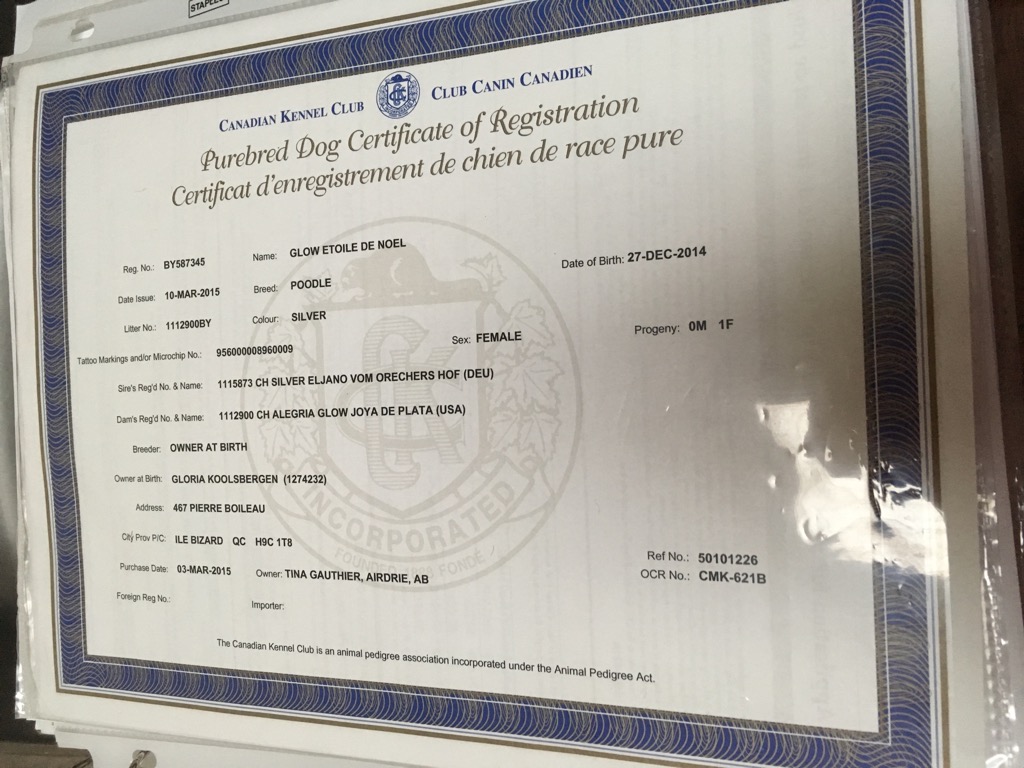 STAPLES
CANADIAN KENNEL CLUB CLUB CANIN CANADIEN
Purebred Dog Certificate of Registration
Certificat d'enregistrement de chien de race pure
Reg. No.: BY587345 Name: GLOW ETOILE DE NOEL Date of Birth: 27-DEC-2014
Date Issue: 10-MAR-2015 Breed: POODLE
Litter No.: 1112900BY Colour: SILVER
Tattoo Markings and/or Microchip No.: 956000008960009 Sex: FEMALE Progeny: 0M 1F
Sire's Reg'd No. & Name: 1115873 CH SILVER ELJANO VOM ORECHERS HOF (DEU)
Dam's Reg'd No. & Name: 1112900 CH ALEGRIA GLOW JOYA DE PLATA (USA)
Breeder: OWNER AT BIRTH
Owner at Birth: GLORIA KOOLSBERGEN (1274232)
Address: 467 PIERRE BOILEAU
City Prov P/C: ILE BIZARD QC H9C 1T8
Purchase Date: 03-MAR-2015 Owner: TINA GAUTHIER, AIRDRIE, AB
Ref No.: 50101226
OCR No.: CMK-621B
Foreign Reg No.: Importer:
INCORPORATED
FOUNDED FONDÉ
The Canadian Kennel Club is an animal pedigree association incorporated under the Animal Pedigree Act.